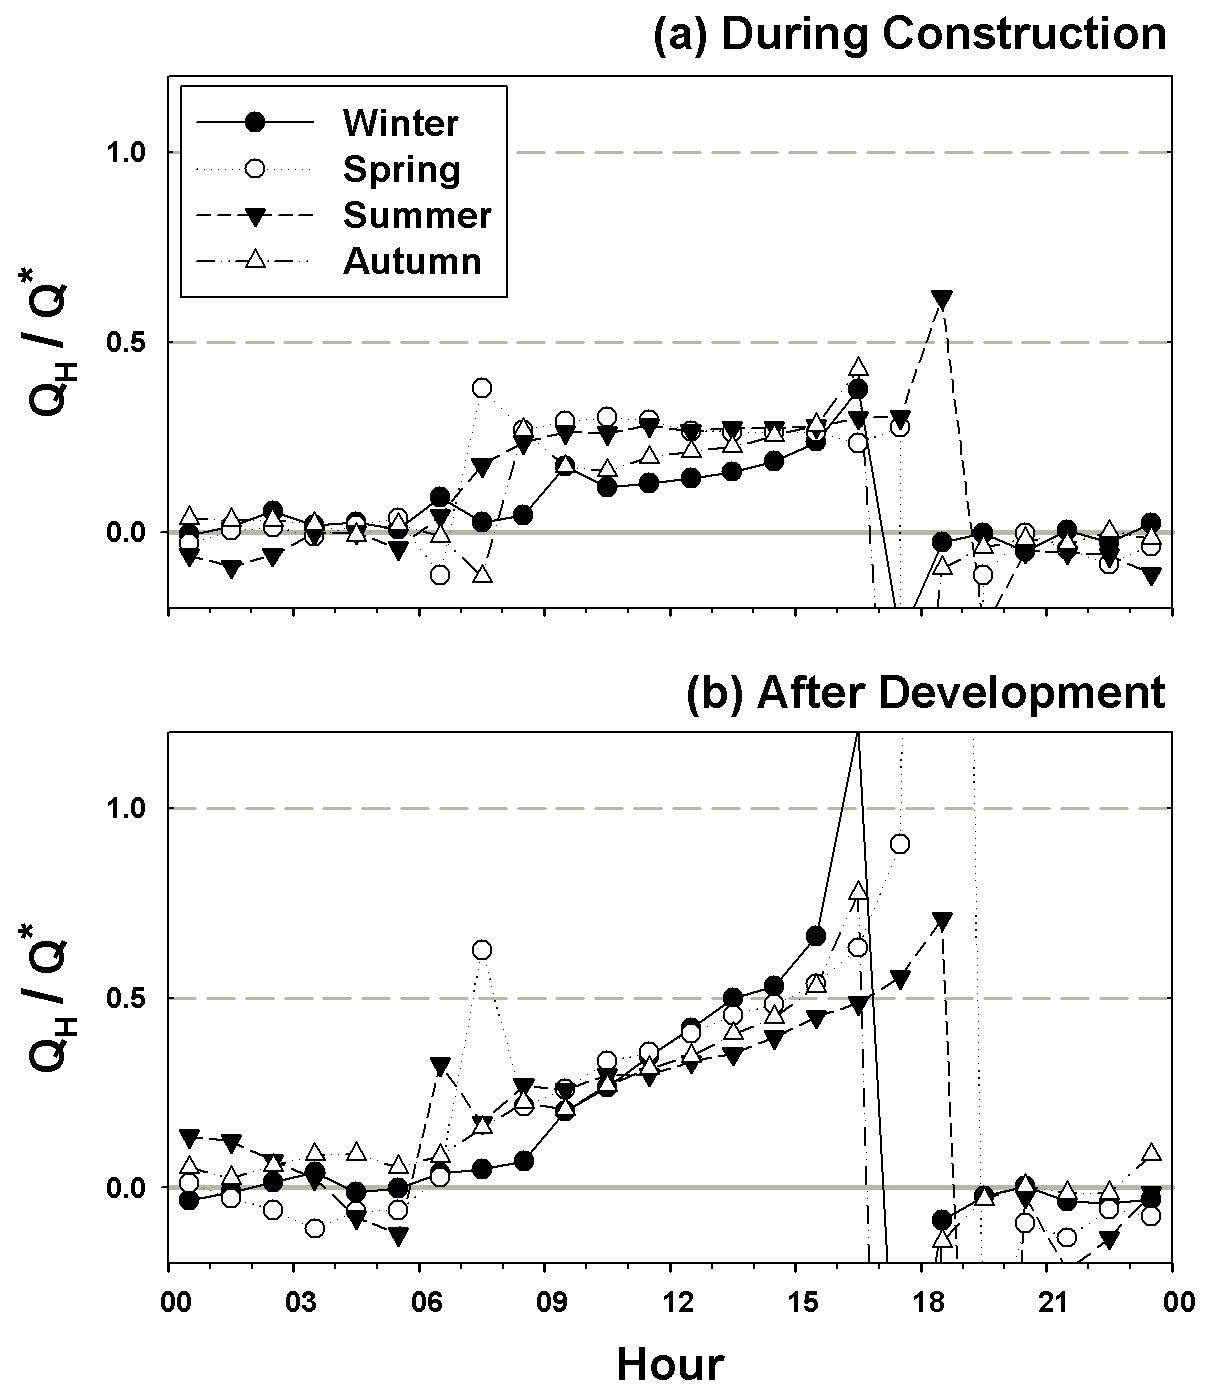 (a) During Construction
Winter
Spring
Summer
Autumn
1.0
0.5
0.0
QH / Q*
(b) After Development
1.0
0.5
0.0
QH / Q*
00 03 06 09 12 15 18 21 00
Hour